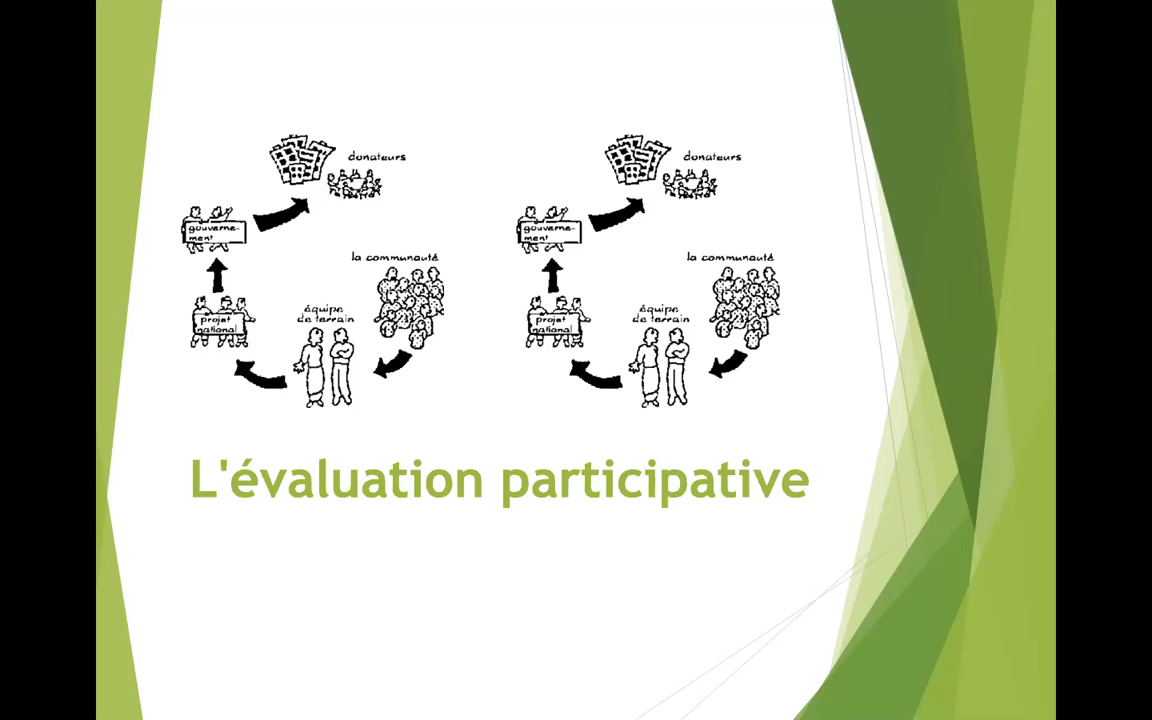 donateurs
gouverne-
ment
la communauté
équipe
de terrain
projet
national
donateurs
gouverne-
ment
la communauté
équipe
de terrain
projet
national
L'évaluation participative